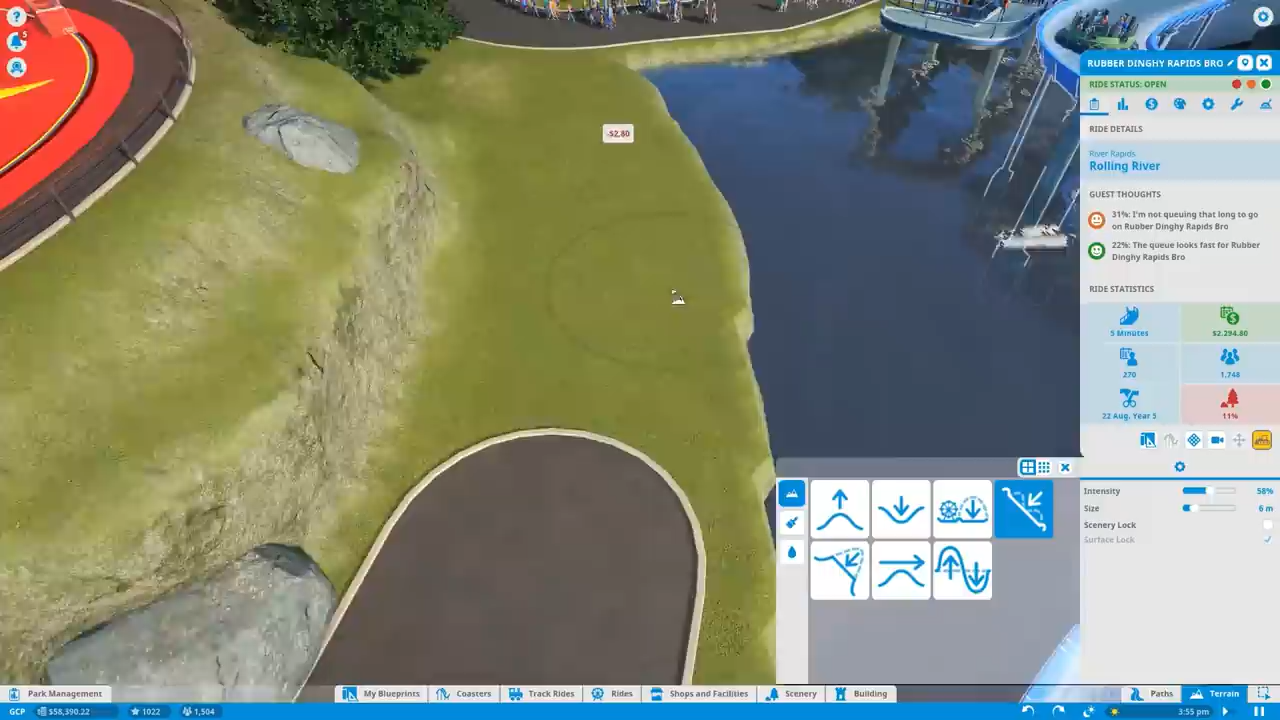 ?
5
-$2,80
RUBBER DINGHY RAPIDS BRO
RIDE STATUS: OPEN
RIDE DETAILS
River Rapids
Rolling River
GUEST THOUGHTS
31%: I'm not queuing that long to go
on Rubber Dinghy Rapids Bro
22%: The queue looks fast for Rubber
Dinghy Rapids Bro
RIDE STATISTICS
5 Minutes
$2,294.80
270
1,748
22 Aug, Year 5
11%
Intensity
58%
Size
6 m
Scenery Lock
Surface Lock
Park Management
My Blueprints
Coasters
Track Rides
Rides
Shops and Facilities
Scenery
Building
Paths
Terrain
GCP
$58,390.22
1022
1,504
3:55 pm